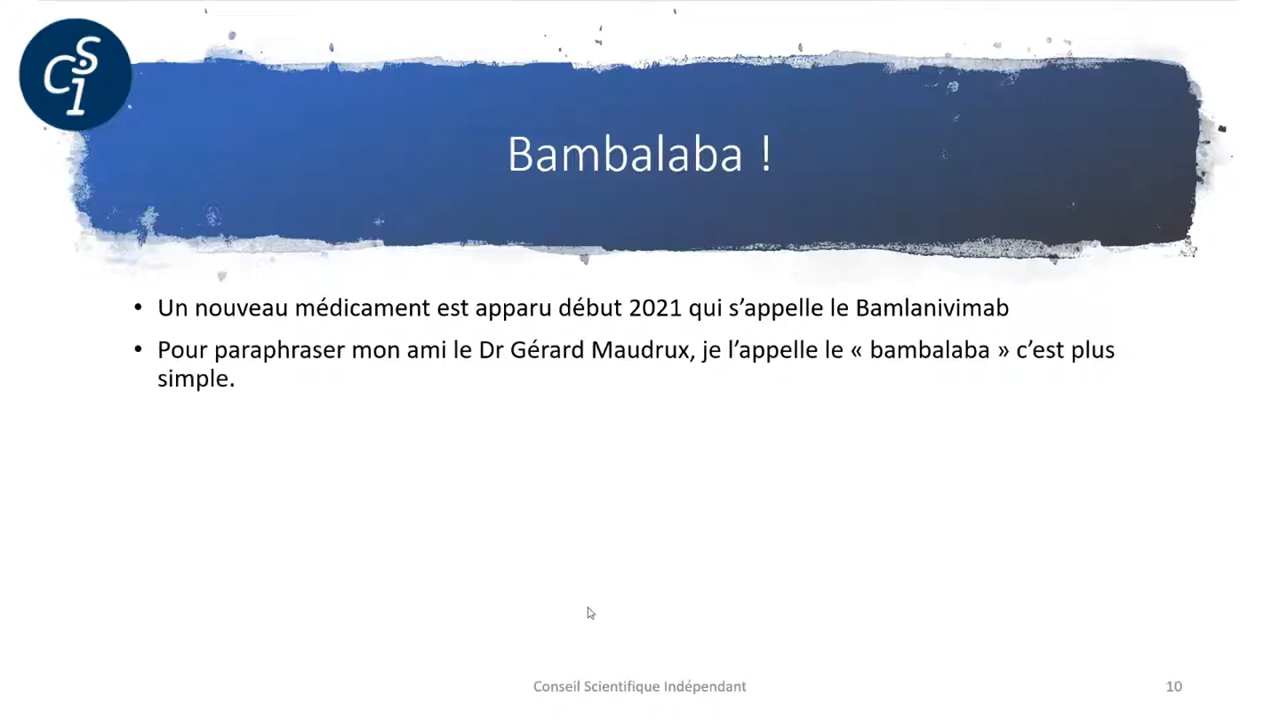 CSI
Bambalaba !
• Un nouveau médicament est apparu début 2021 qui s’appelle le Bamlanivimab
• Pour paraphraser mon ami le Dr Gérard Maudrux, je l’appelle le « bambalaba » c’est plus
simple.
Conseil Scientifique Indépendant
10